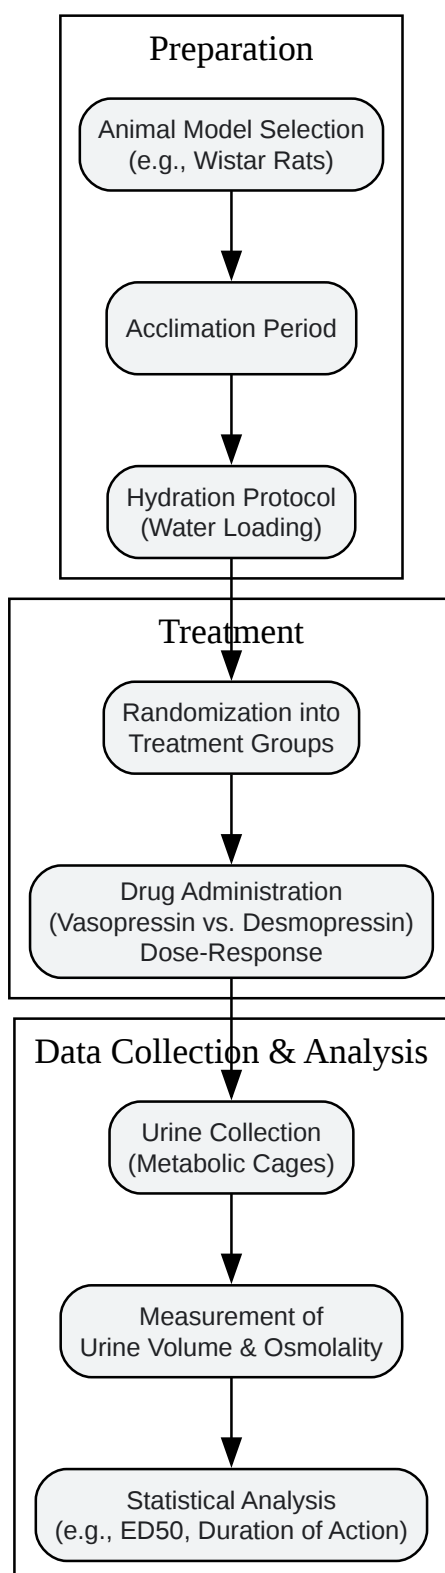 Preparation
Animal Model Selection
(e.g., Wistar Rats)
Acclimation Period
Hydration Protocol
(Water Loading)
Treatment
Randomization into
Treatment Groups
Drug Administration
(Vasopressin vs. Desmopressin)
Dose-Response
Data Collection & Analysis
Urine Collection
(Metabolic Cages)
Measurement of
Urine Volume & Osmolality
Statistical Analysis
(e.g., ED50, Duration of Action)